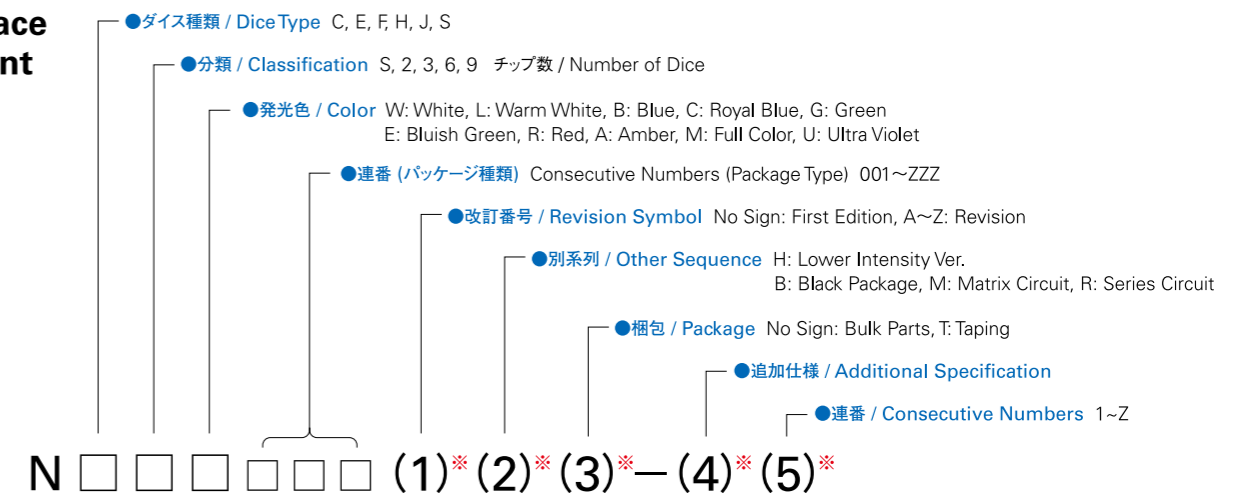 ace
●ダイス種類 / Dice Type C, E, F, H, J, S
nt
●分類 / Classification S, 2, 3, 6, 9 チップ数 / Number of Dice
●発光色 / Color W: White, L: Warm White, B: Blue, C: Royal Blue, G: Green
E: Bluish Green, R: Red, A: Amber, M: Full Color, U: Ultra Violet
●連番 (パッケージ種類) Consecutive Numbers (Package Type) 001～ZZZ
●改訂番号 / Revision Symbol No Sign: First Edition, A～Z: Revision
●別系列 / Other Sequence H: Lower Intensity Ver.
B: Black Package, M: Matrix Circuit, R: Series Circuit
●梱包 / Package No Sign: Bulk Parts, T: Taping
●追加仕様 / Additional Specification
●連番 / Consecutive Numbers 1~Z
N □ □ □ □ □ □ (1)※ (2)※ (3)※ — (4)※ (5)※